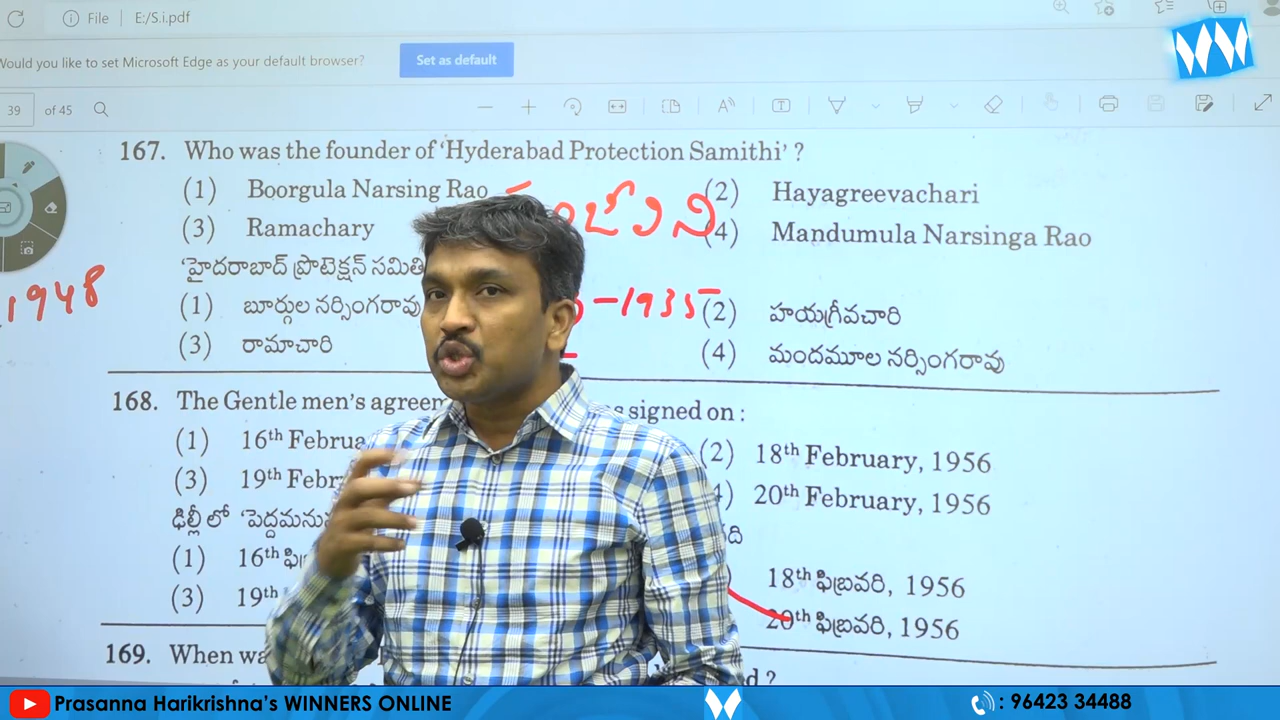 File E:/S.i.pdf
Would you like to set Microsoft Edge as your default browser? Set as default
39 of 45
167. Who was the founder of 'Hyderabad Protection Samithi' ?
(1) Boorgula Narsing Rao (2) Hayagreevachari
(3) Ramachary (4) Mandumula Narsinga Rao
'హైదరాబాద్ ప్రొటెక్షన్ సమితి
1948
(1) బూర్గుల నర్సింగరావు -1935 (2) హయగ్రీవచారి
(3) రామాచారి (4) మందమూల నర్సింగరావు
168. The Gentle men's agreem signed on :
(1) 16th Februa (2) 18th February, 1956
(3) 19th Febr 4) 20th February, 1956
ఢిల్లీ లో 'పెద్దమను ది
(1) 16th ఫి 18th ఫిబ్రవరి, 1956
(3) 19th 20th ఫిబ్రవరి, 1956
169. When wa d ?
Prasanna Harikrishna's WINNERS ONLINE : 96423 34488